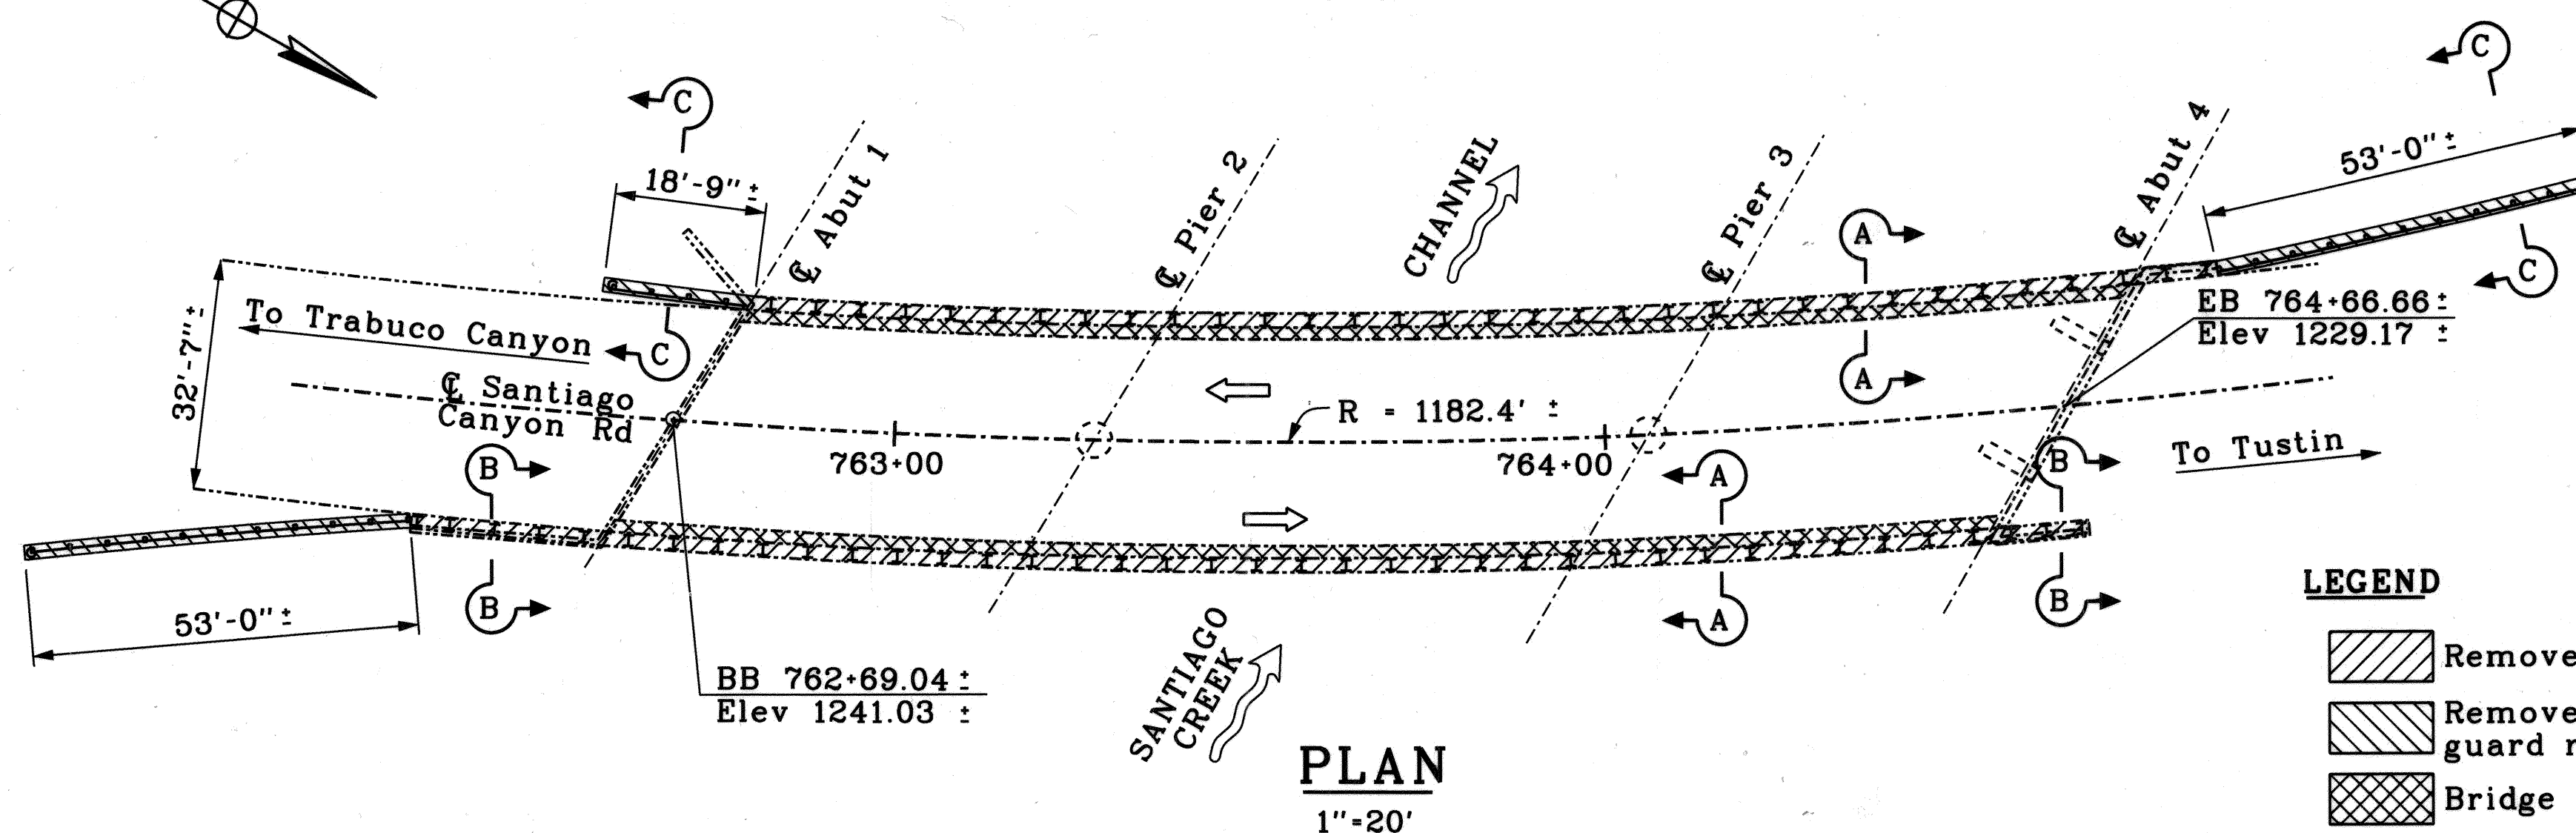 C
C
18'-9" ±
℄ Abut 1
℄ Pier 2
CHANNEL
℄ Pier 3
A
℄ Abut 4
53'-0" ±
C
32'-7" ±
To Trabuco Canyon
C
EB 764+66.66 ±
Elev 1229.17 ±
℄ Santiago
Canyon Rd
A
R = 1182.4' ±
763+00
764+00
To Tustin
B
A
B
53'-0" ±
B
A
B
BB 762+69.04 ±
Elev 1241.03 ±
SANTIAGO
CREEK
PLAN
1"=20'
LEGEND
Remove
Remove
guard
Bridge